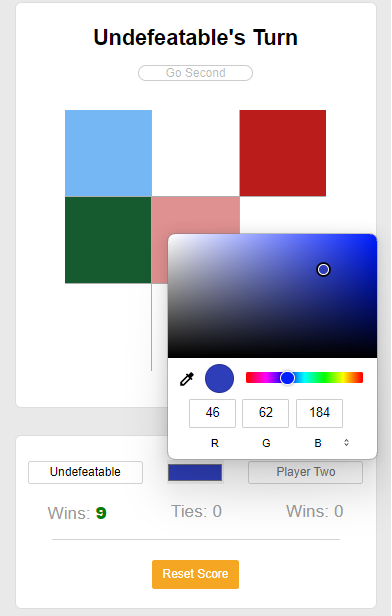 Undefeatable's Turn
Go Second
46 62 184
R G B
Undefeatable Player Two
Wins: 9 Ties: 0 Wins: 0
Reset Score